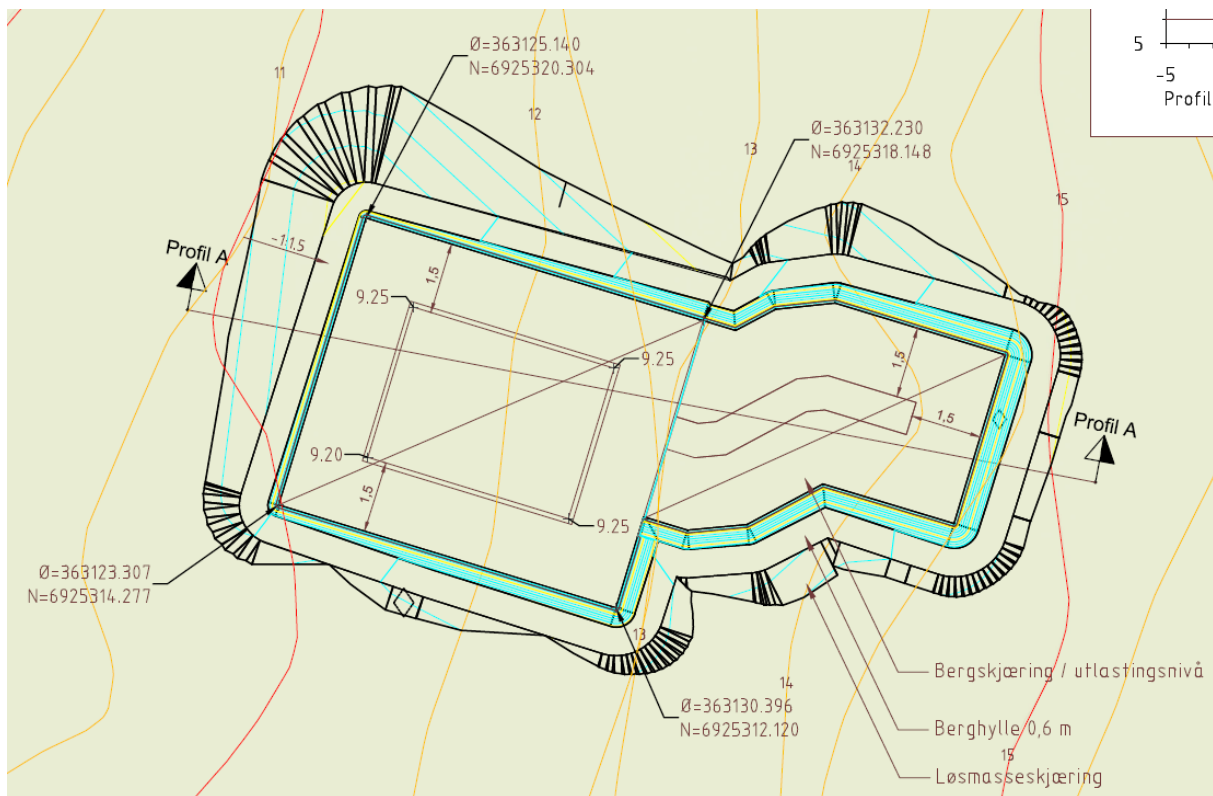 Ø=363125.140
N=6925320.304
5
-5
Profil
11
12
13
Ø=363132.230
N=6925318.148
14
15
Profil A
-1:1,5
1,5
9.25
9.25
1,5
1,5
9.20
1,5
9.25
Profil A
Ø=363123.307
N=6925314.277
13
14
Ø=363130.396
N=6925312.120
Bergskjæring / utlastingsnivå
Berghylle 0,6 m
15
Løsmasseskjæring